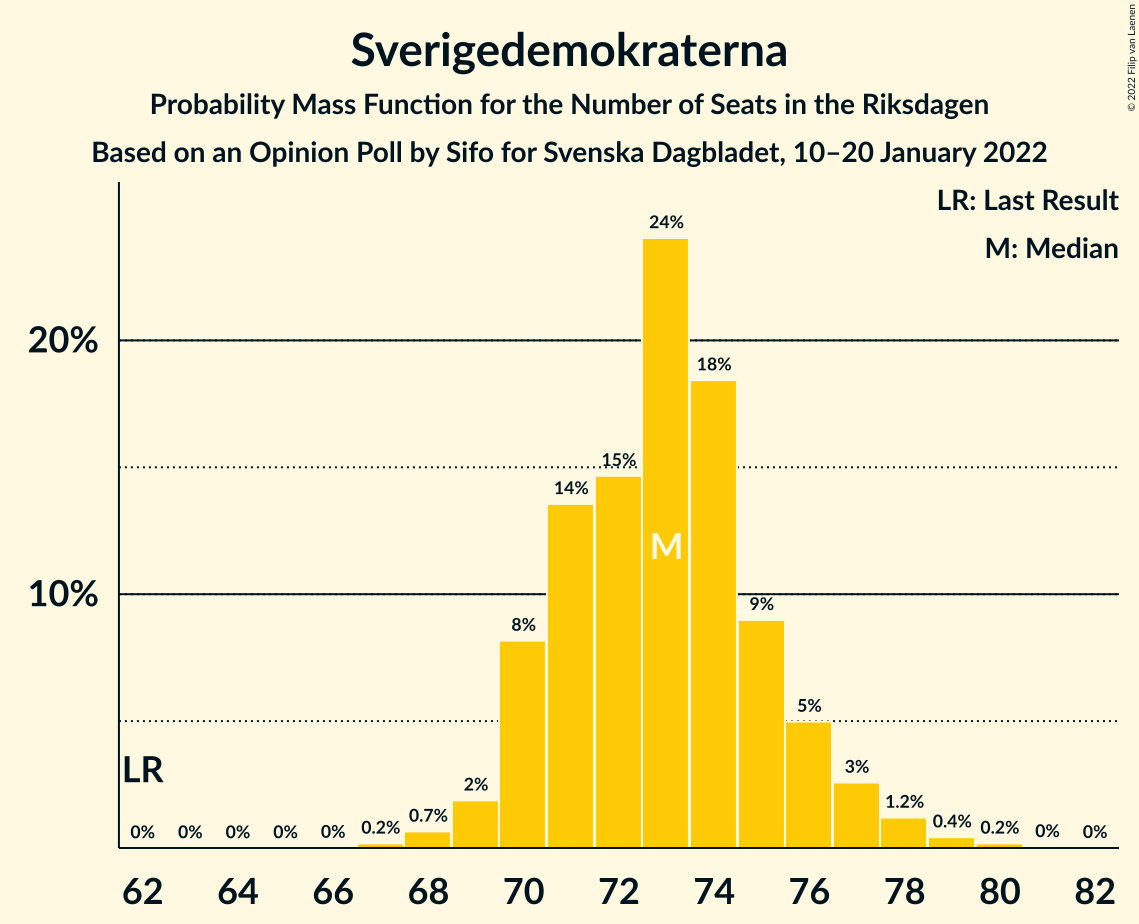 Sverigedemokraterna
Probability Mass Function for the Number of Seats in the Riksdagen
Based on an Opinion Poll by Sifo for Svenska Dagbladet, 10–20 January 2022
© 2022 Filip van Laenen
LR: Last Result
M: Median
24%
20%
18%
15%
14%
M
10%
9%
8%
5%
LR
3%
2%
1.2%
0.7%
0.4%
0% 0% 0% 0% 0% 0.2% 0.2% 0% 0%
62 64 66 68 70 72 74 76 78 80 82